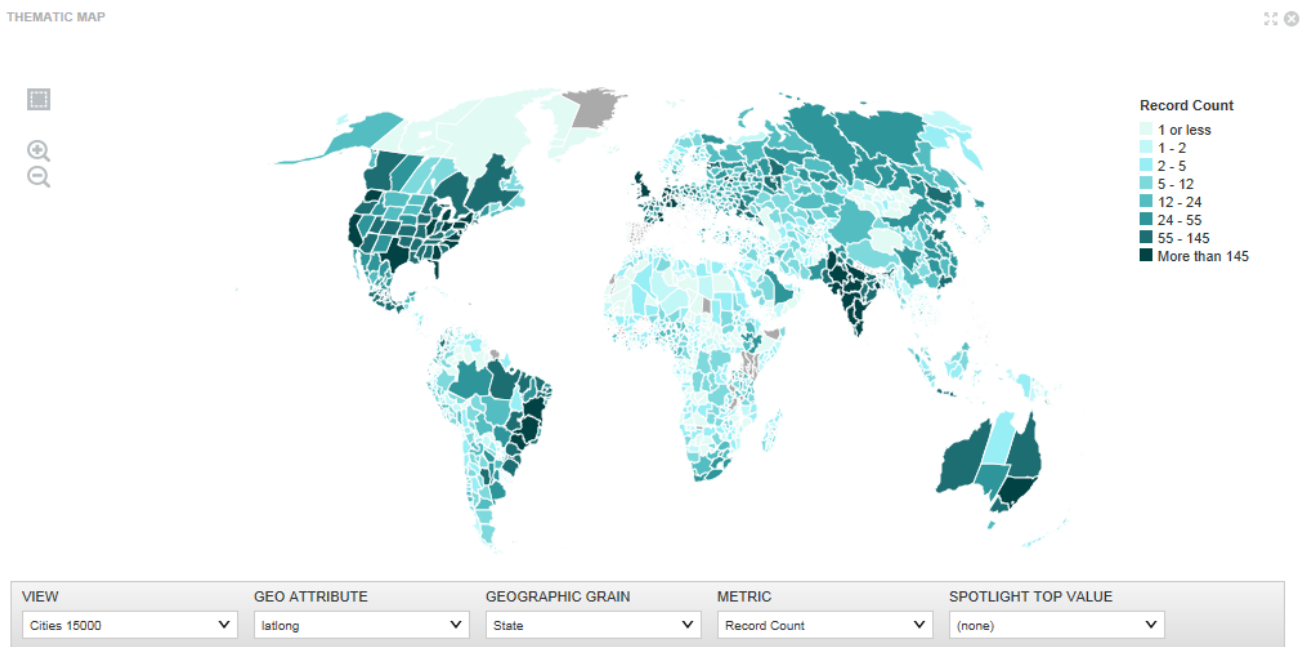 THEMATIC MAP
Record Count
1 or less
1 - 2
2 - 5
5 - 12
12 - 24
24 - 55
55 - 145
More than 145
VIEW GEO ATTRIBUTE GEOGRAPHIC GRAIN METRIC SPOTLIGHT TOP VALUE
Cities 15000 latlong State Record Count (none)